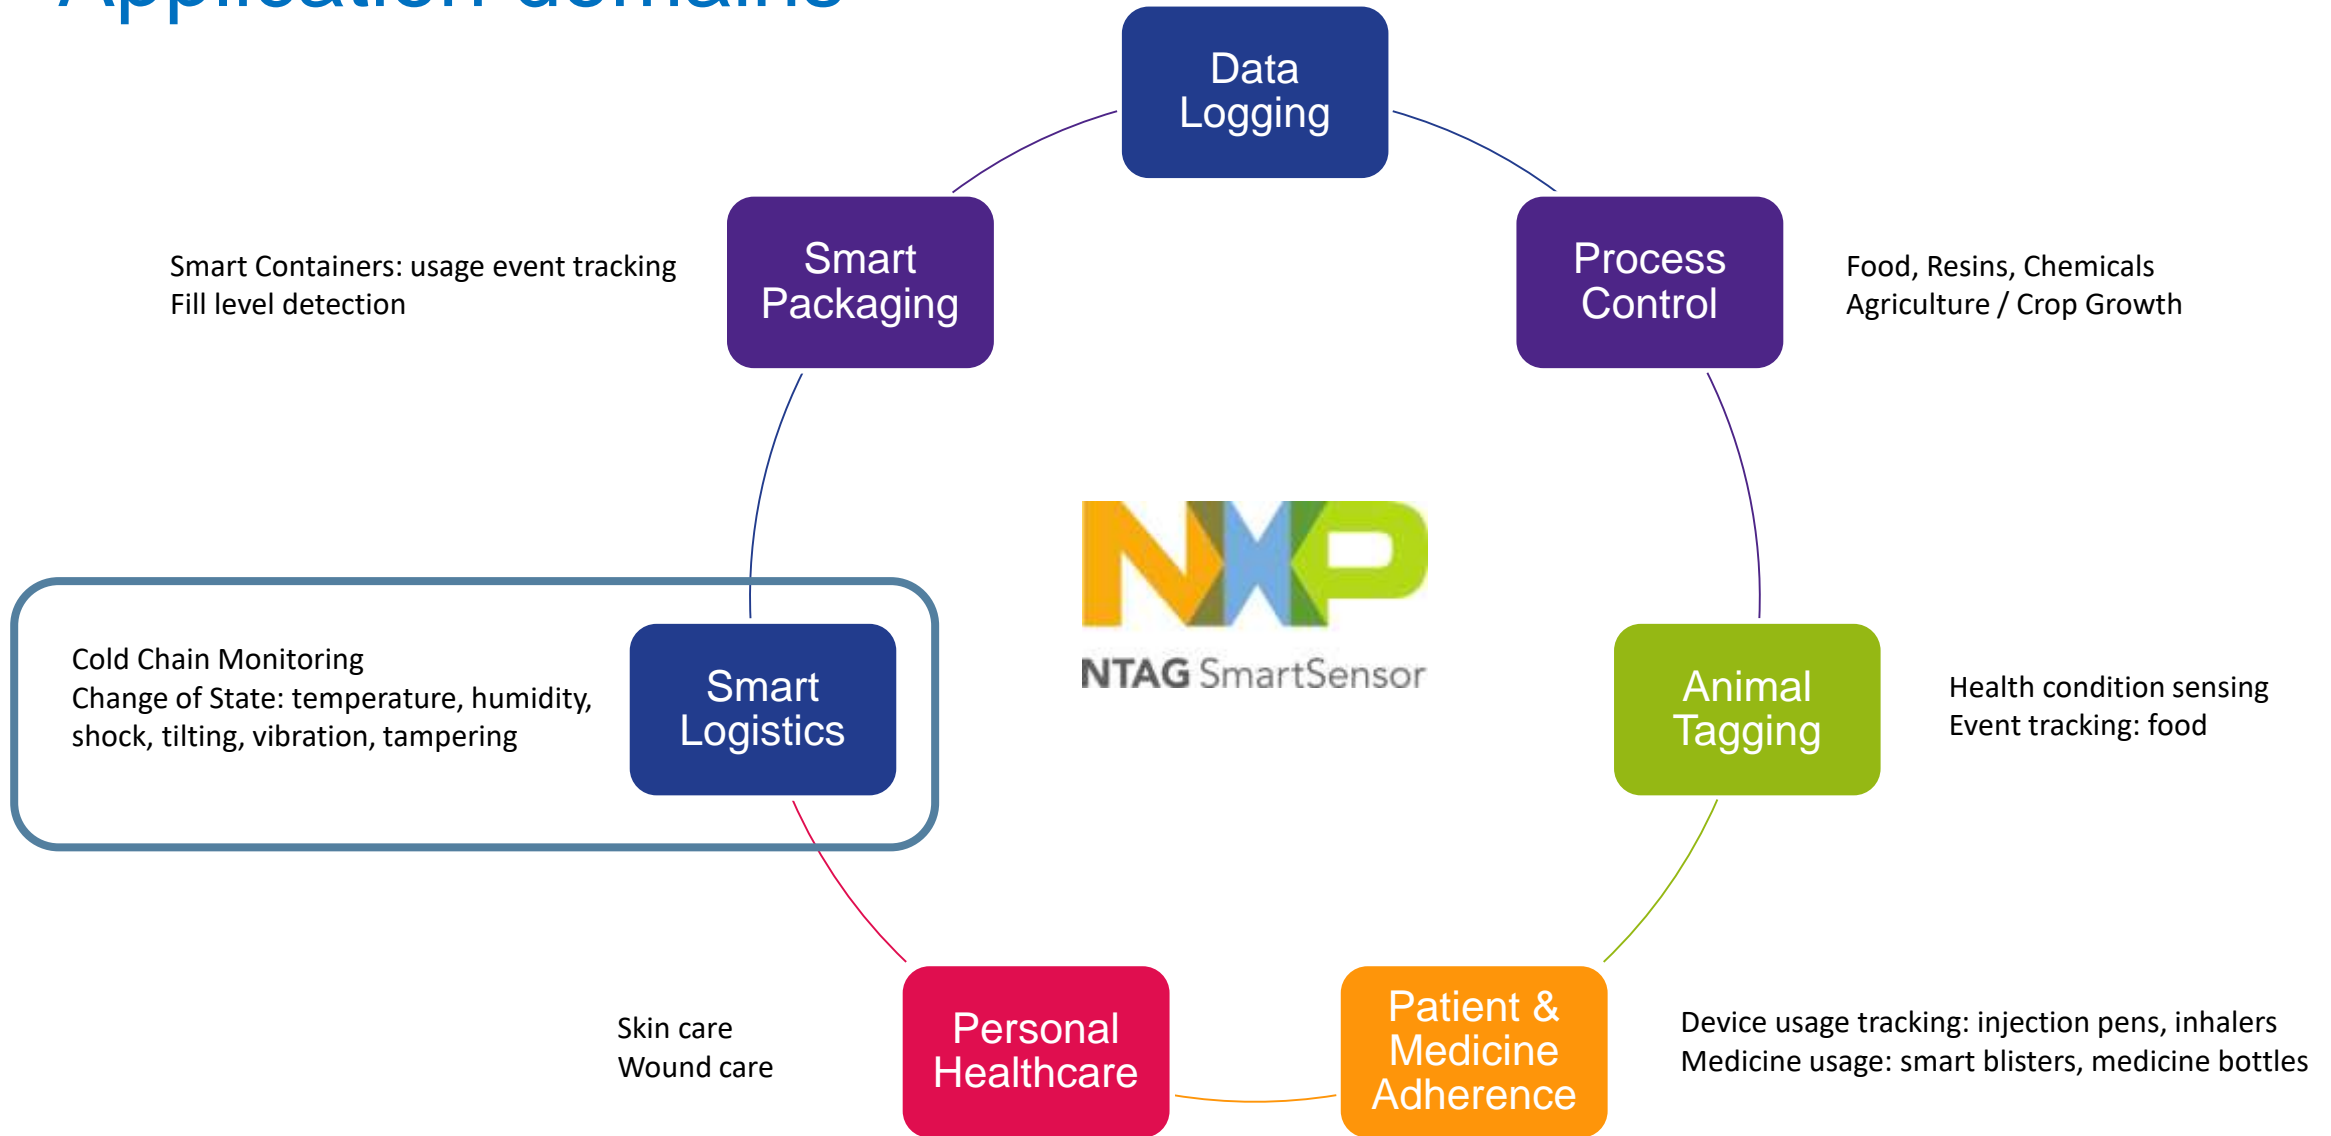 Application domains
Data
Logging
Smart
Packaging
Smart Containers: usage event tracking
Fill level detection
Process
Control
Food, Resins, Chemicals
Agriculture / Crop Growth
NXP
NTAG SmartSensor
Cold Chain Monitoring
Change of State: temperature, humidity,
shock, tilting, vibration, tampering
Smart
Logistics
Animal
Tagging
Health condition sensing
Event tracking: food
Skin care
Wound care
Personal
Healthcare
Patient &
Medicine
Adherence
Device usage tracking: injection pens, inhalers
Medicine usage: smart blisters, medicine bottles